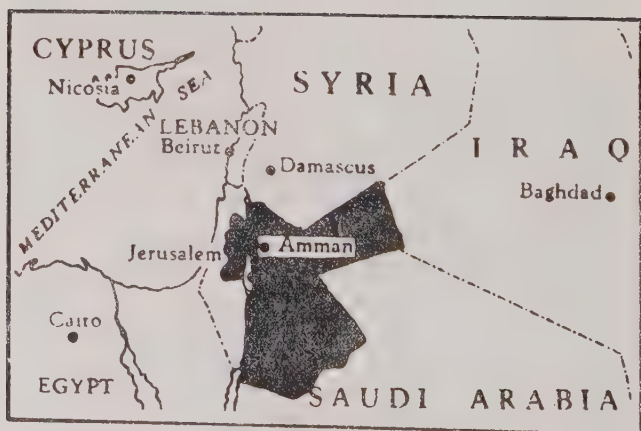 CYPRUS
Nicosia
MEDITERRANEAN SEA
SYRIA
LEBANON
Beirut
Damascus
IRAQ
Baghdad
Jerusalem
Amman
Cairo
EGYPT
SAUDI ARABIA